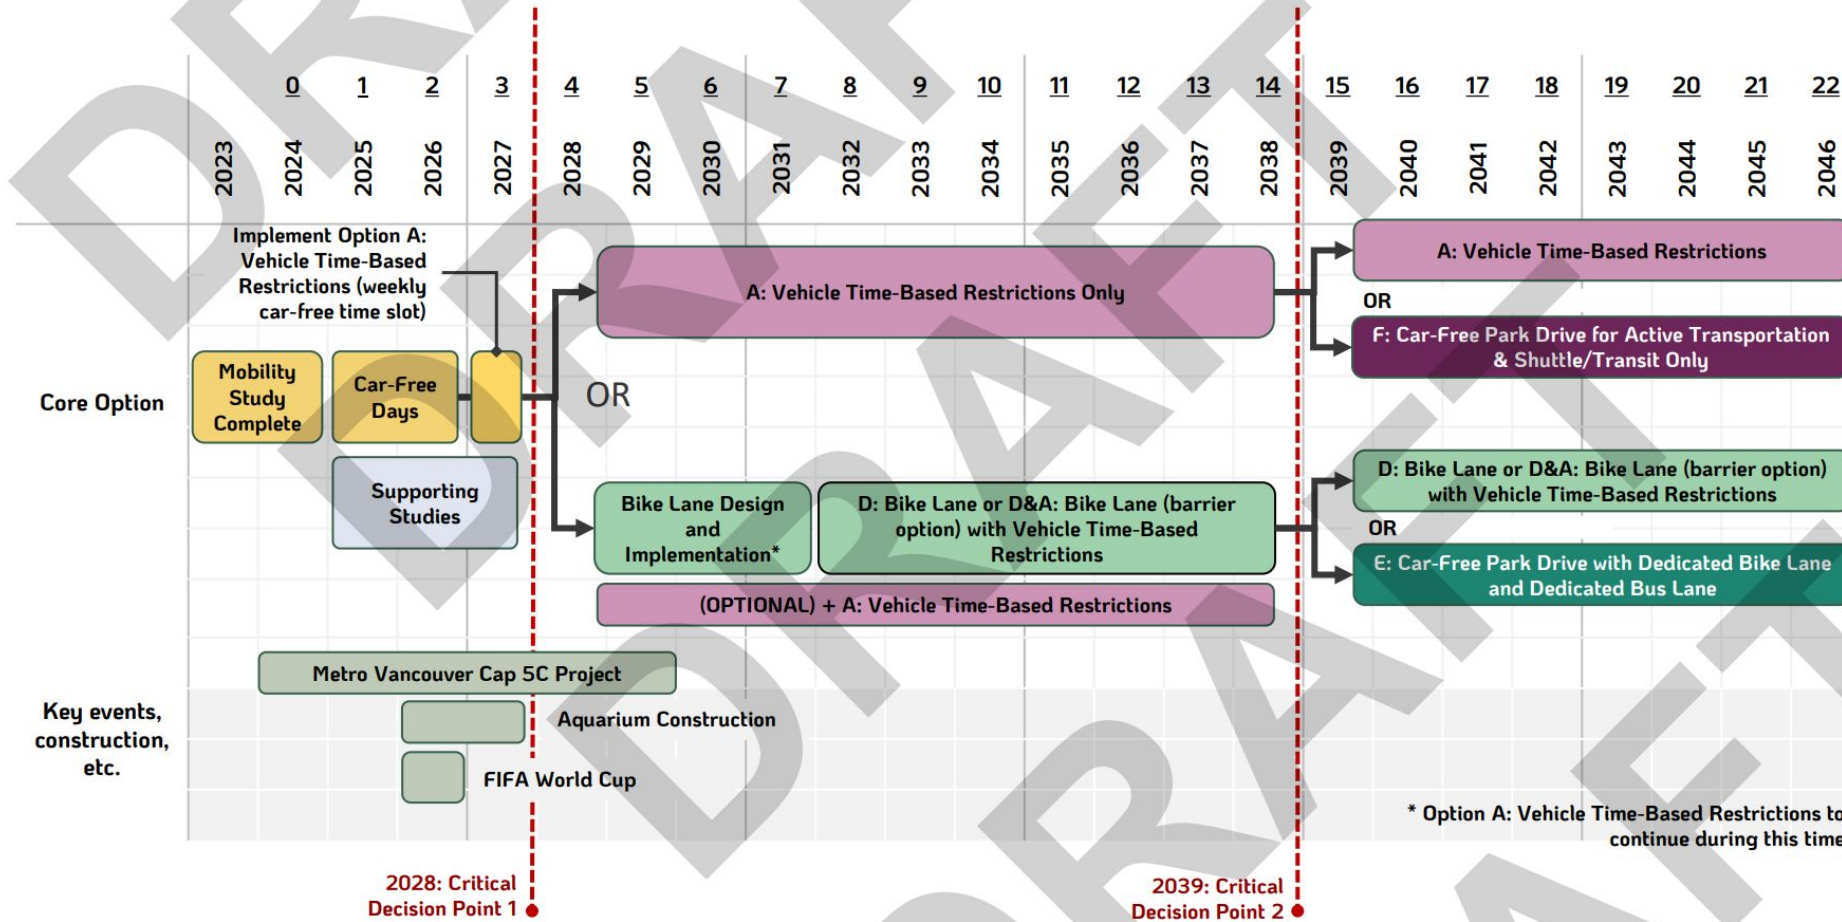 0 1 2 3 4 5 6 7 8 9 10 11 12 13 14 15 16 17 18 19 20 21 22
2023 2024 2025 2026 2027 2028 2029 2030 2031 2032 2033 2034 2035 2036 2037 2038 2039 2040 2041 2042 2043 2044 2045 2046
Implement Option A:
Vehicle Time-Based
Restrictions (weekly
car-free time slot)
Core Option
Mobility
Study
Complete
Car-Free
Days
Supporting
Studies
A: Vehicle Time-Based Restrictions Only
OR
Bike Lane Design
and
Implementation*
D: Bike Lane or D&A: Bike Lane (barrier
option) with Vehicle Time-Based
Restrictions
(OPTIONAL) + A: Vehicle Time-Based Restrictions
A: Vehicle Time-Based Restrictions
OR
F: Car-Free Park Drive for Active Transportation
& Shuttle/Transit Only
D: Bike Lane or D&A: Bike Lane (barrier option)
with Vehicle Time-Based Restrictions
OR
E: Car-Free Park Drive with Dedicated Bike Lane
and Dedicated Bus Lane
Key events,
construction,
etc.
Metro Vancouver Cap 5C Project
Aquarium Construction
FIFA World Cup
* Option A: Vehicle Time-Based Restrictions to
continue during this time
2028: Critical
Decision Point 1
2039: Critical
Decision Point 2
DRAFT
DRAFT
DRAFT